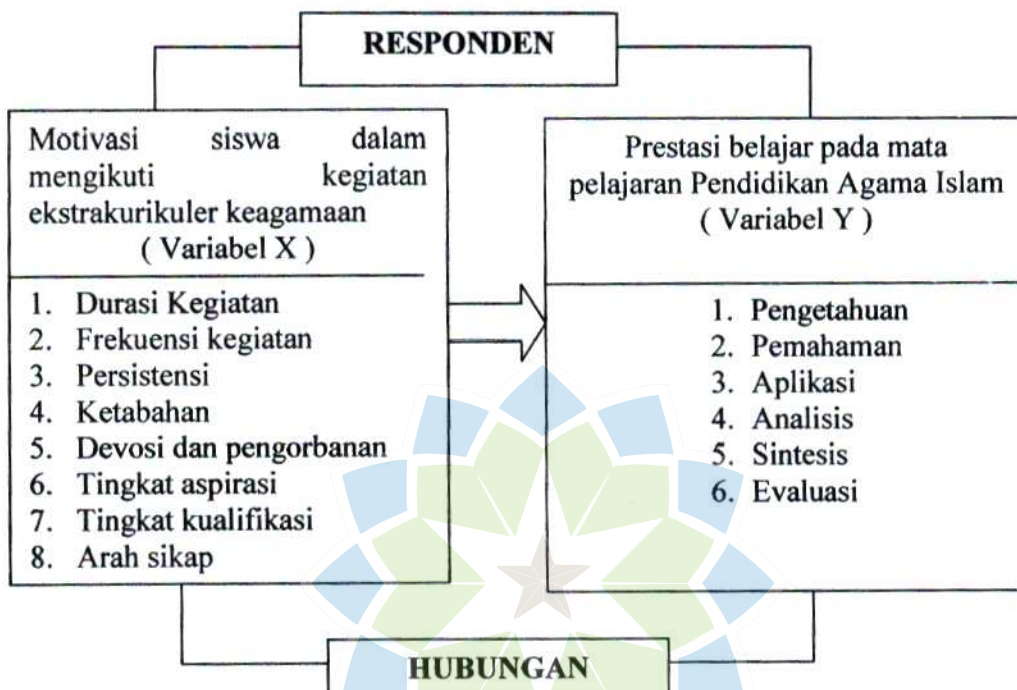 RESPONDEN
Motivasi siswa dalam
mengikuti kegiatan
ekstrakurikuler keagamaan
( Variabel X )
1. Durasi Kegiatan
2. Frekuensi kegiatan
3. Persistensi
4. Ketabahan
5. Devosi dan pengorbanan
6. Tingkat aspirasi
7. Tingkat kualifikasi
8. Arah sikap
Prestasi belajar pada mata
pelajaran Pendidikan Agama Islam
( Variabel Y )
1. Pengetahuan
2. Pemahaman
3. Aplikasi
4. Analisis
5. Sintesis
6. Evaluasi
HUBUNGAN